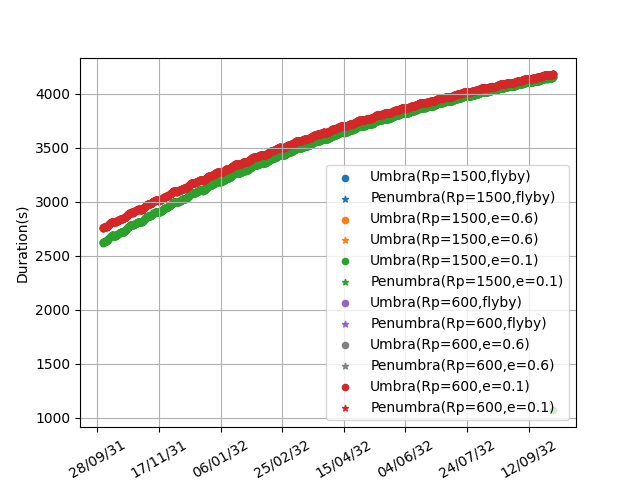 Duration(s)
4000
3500
3000
2500
2000
1500
1000
28/09/31
17/11/31
06/01/32
25/02/32
15/04/32
04/06/32
24/07/32
12/09/32
Umbra(Rp=1500,flyby)
Penumbra(Rp=1500,flyby)
Umbra(Rp=1500,e=0.6)
Umbra(Rp=1500,e=0.6)
Umbra(Rp=1500,e=0.1)
Penumbra(Rp=1500,e=0.1)
Umbra(Rp=600,flyby)
Penumbra(Rp=600,flyby)
Umbra(Rp=600,e=0.6)
Penumbra(Rp=600,e=0.6)
Umbra(Rp=600,e=0.1)
Penumbra(Rp=600,e=0.1)